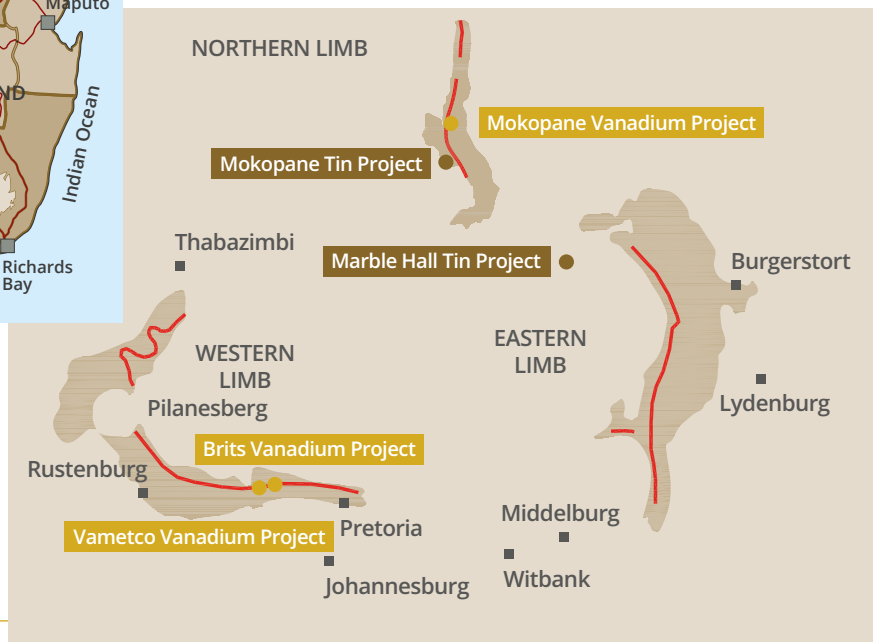 Maputo
ND
Indian Ocean
Richards
Bay
NORTHERN LIMB
Mokopane Vanadium Project
Mokopane Tin Project
Thabazimbi
Marble Hall Tin Project
Burgerstort
WESTERN
LIMB
EASTERN
LIMB
Pilanesberg
Lydenburg
Brits Vanadium Project
Rustenburg
Vametco Vanadium Project
Pretoria
Middelburg
Johannesburg
Witbank